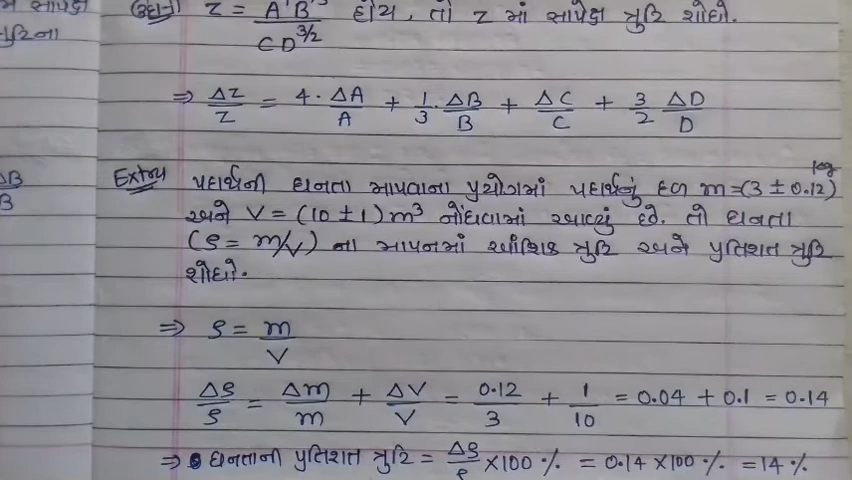 Z = A⁴B^1/3 / CD^3/2 હોય, તો Z માં સાપેક્ષ ત્રુટિ શોધો.
ત્રુટિના
⇒ ΔZ/Z = 4 · ΔA/A + 1/3 · ΔB/B + ΔC/C + 3/2 ΔD/D
ΔB/B
પદાર્થની ઘનતા માપવાના પ્રયોગમાં પદાર્થનું દળ m = (3 ± 0.12) kg
અને V = (10 ± 1) m³ નોંધવામાં આવ્યું છે. તો ઘનતા
(ρ = m/V) ના માપનમાં આંશિક ત્રુટિ અને પ્રતિશત ત્રુટિ
શોધો.
⇒ ρ = m/V
Δρ/ρ = Δm/m + ΔV/V = 0.12/3 + 1/10 = 0.04 + 0.1 = 0.14
⇒ ઘનતાની પ્રતિશત ત્રુટિ = Δρ/ρ × 100 % = 0.14 × 100 % = 14 %